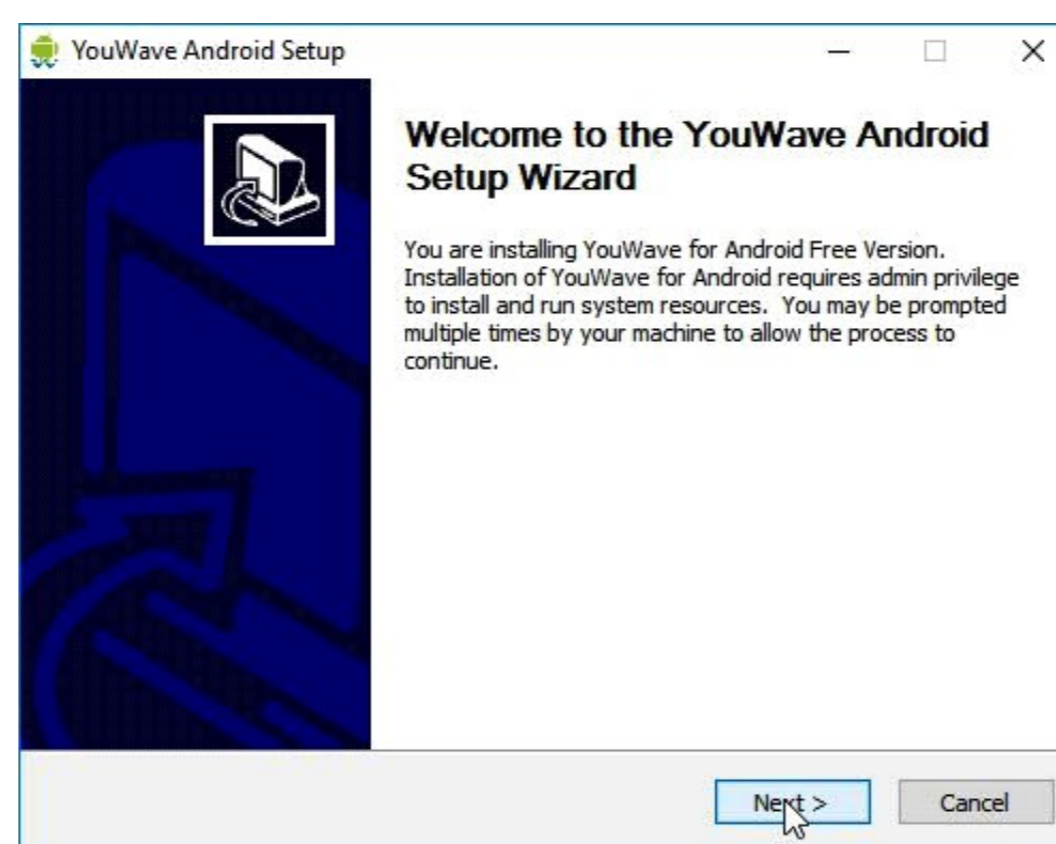 YouWave Android Setup
Welcome to the YouWave Android
Setup Wizard
You are installing YouWave for Android Free Version.
Installation of YouWave for Android requires admin privilege
to install and run system resources.  You may be prompted
multiple times by your machine to allow the process to
continue.
Next >
Cancel